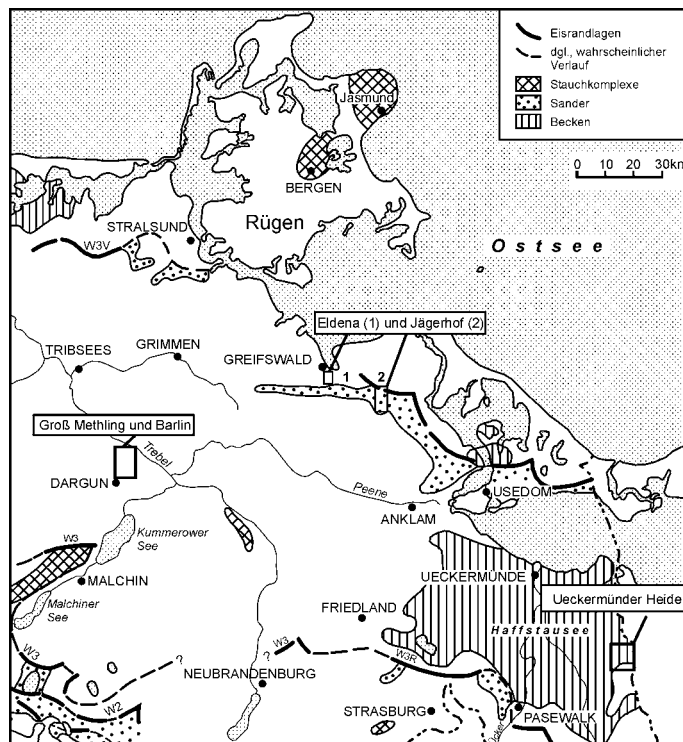 Eisrandlagen
dgl., wahrscheinlicher
Verlauf
Stauchkomplexe
Sander
Becken
0 10 20 30km
Jasmund
BERGEN
Rügen
STRALSUND
W3V
Ostsee
Eldena (1) und Jägerhof (2)
GRIMMEN
TRIBSEES
GREIFSWALD
1
2
Groß Methling und Barlin
Trebel
DARGUN
Peene
USEDOM
ANKLAM
Kummerower
See
W3
MALCHIN
UECKERMÜNDE
Malchiner
See
Ueckermünder Heide
FRIEDLAND
Haffstausee
W3
?
?
W3
W3R
NEUBRANDENBURG
W2
STRASBURG
PASEWALK